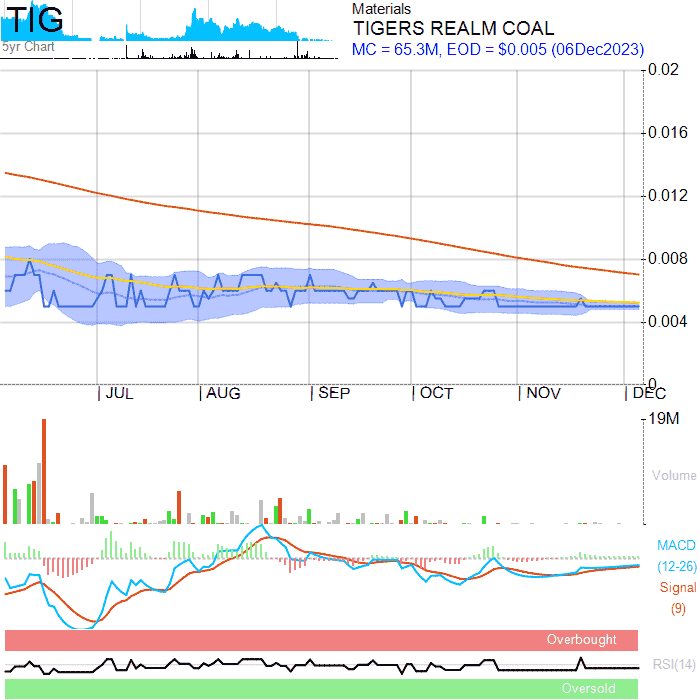 TIG
5yr Chart
Materials
TIGERS REALM COAL
MC = 65.3M, EOD = $0.005 (06Dec2023)
0.02
0.016
0.012
0.008
0.004
0
JUL AUG SEP OCT NOV DEC
19M
Volume
MACD
(12-26)
Signal
(9)
Overbought
RSI(14)
Oversold